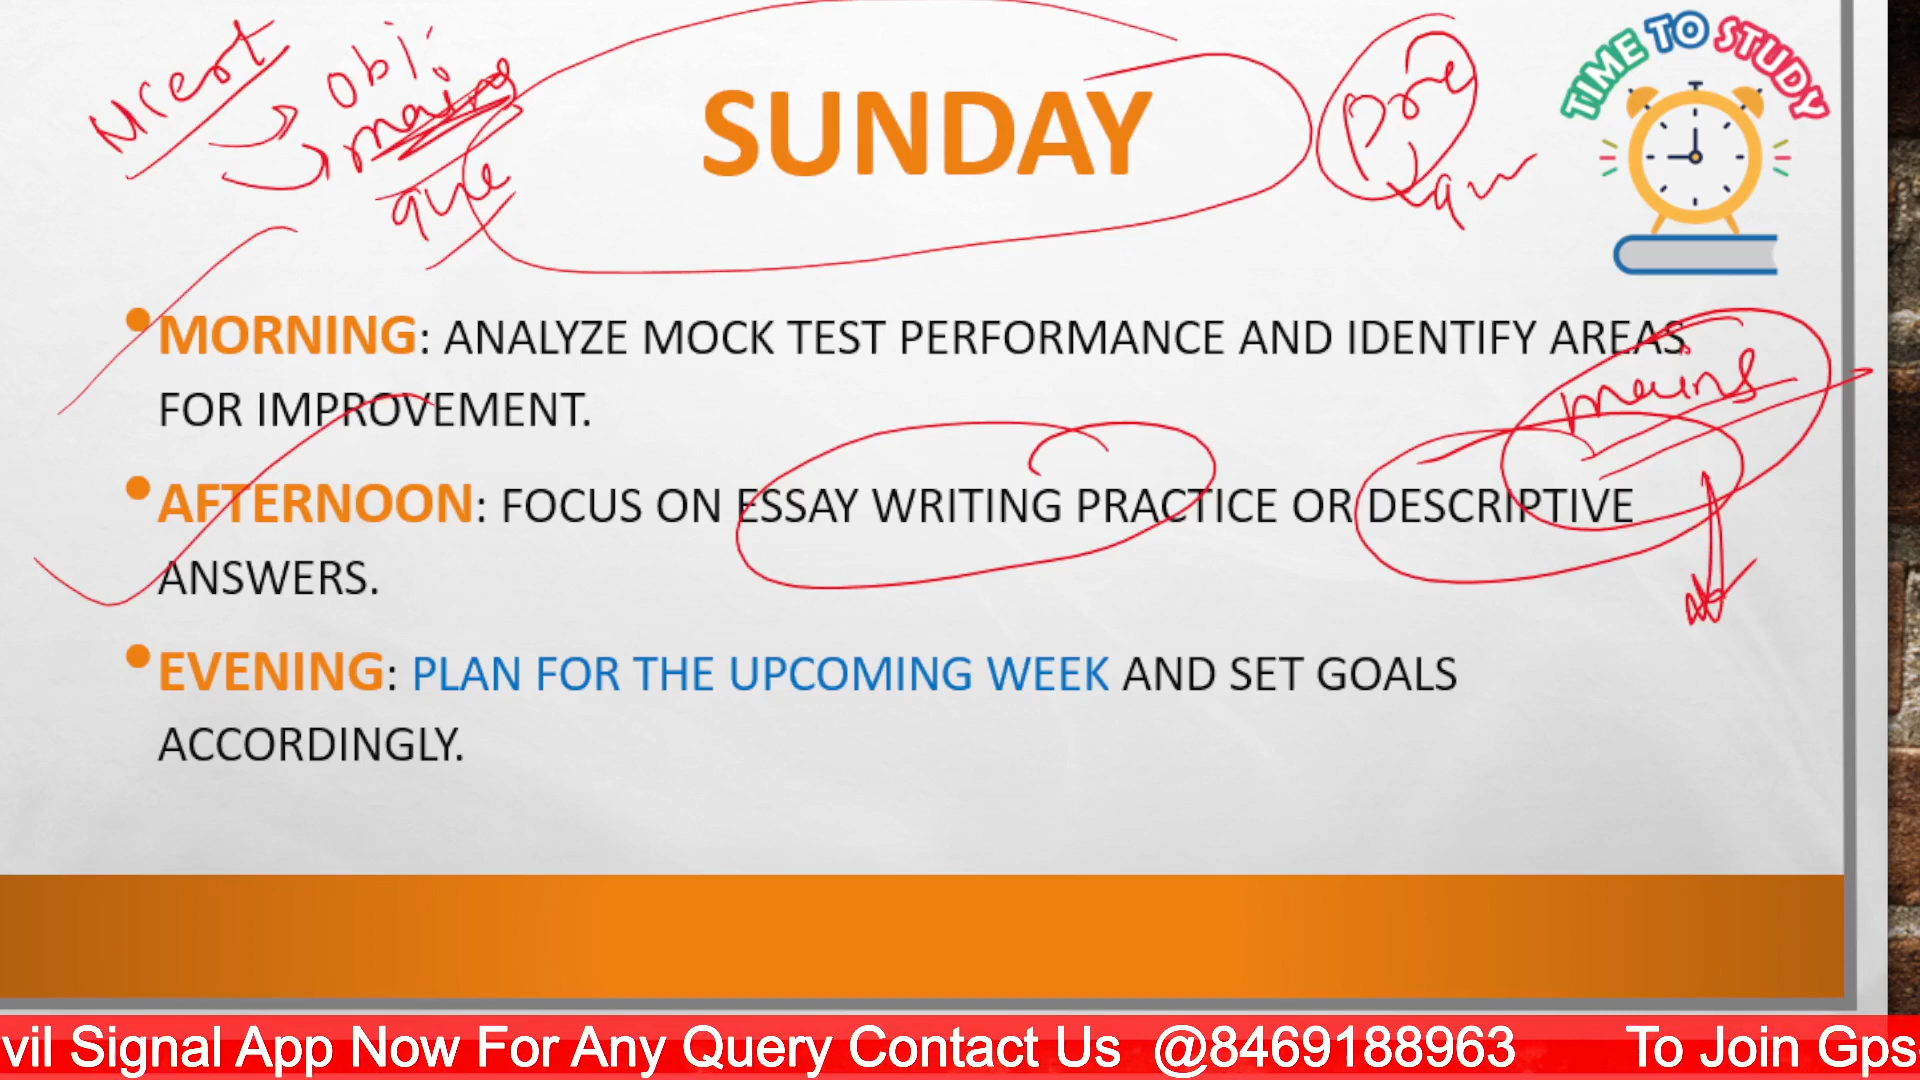 Ncert
obj.
mains
que
SUNDAY
pre
TIME TO STUDY
•MORNING: ANALYZE MOCK TEST PERFORMANCE AND IDENTIFY AREAS
FOR IMPROVEMENT.
mains
•AFTERNOON: FOCUS ON ESSAY WRITING PRACTICE OR DESCRIPTIVE
ANSWERS.
•EVENING: PLAN FOR THE UPCOMING WEEK AND SET GOALS
ACCORDINGLY.
vil Signal App Now For Any Query Contact Us @8469188963 To Join Gps